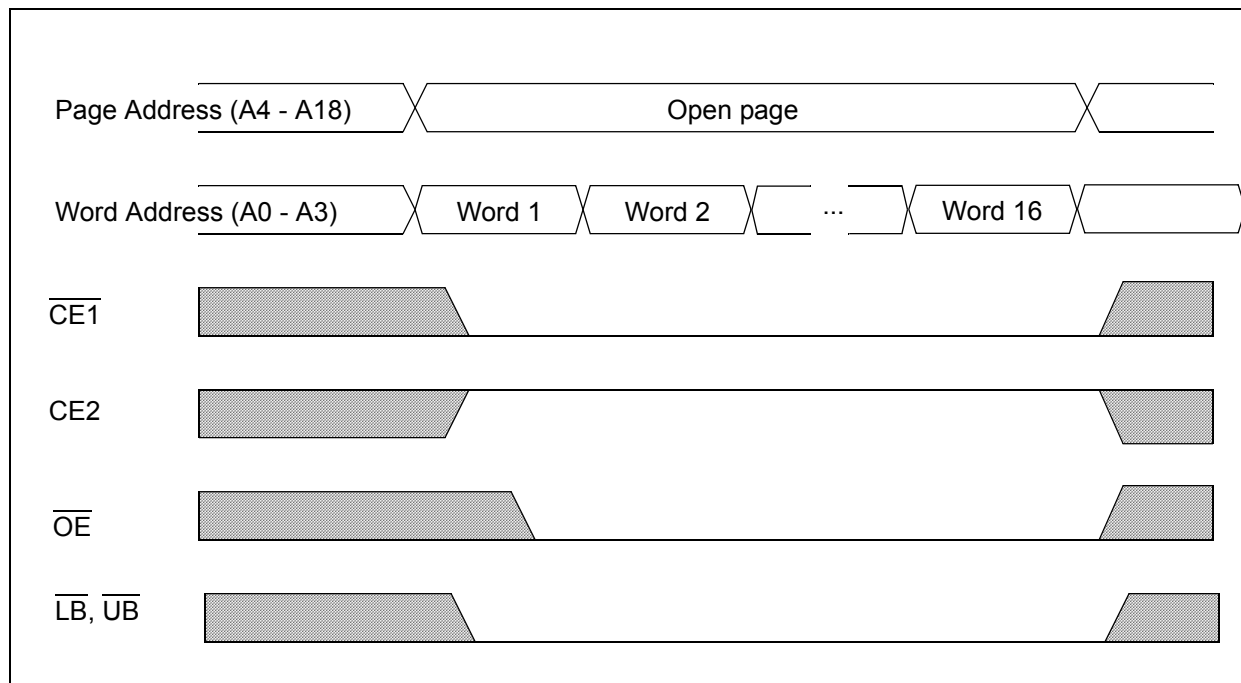 Page Address (A4 - A18)
Open page
Word Address (A0 - A3)
Word 1
Word 2
...
Word 16
CE1
CE2
OE
LB, UB